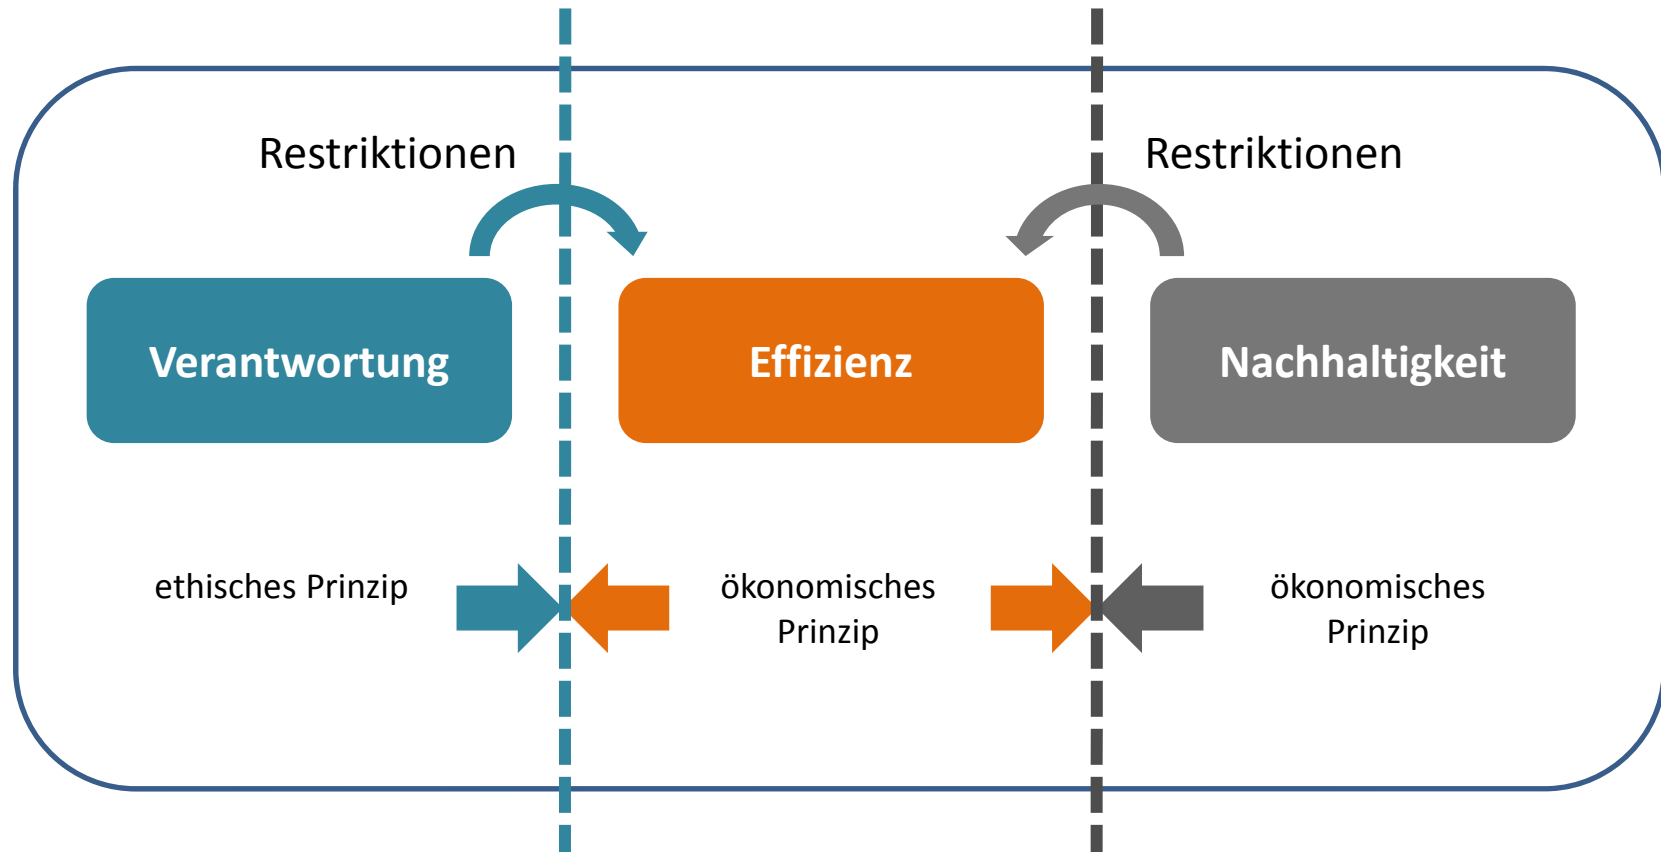 Restriktionen
Restriktionen
Verantwortung
Effizienz
Nachhaltigkeit
ethisches Prinzip
ökonomisches
Prinzip
ökonomisches
Prinzip